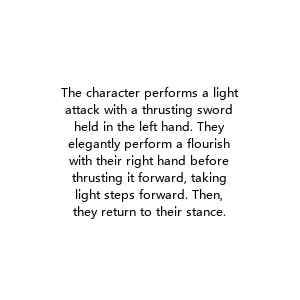 The character performs a light
attack with a thrusting sword
held in the left hand. They
elegantly perform a flourish
with their right hand before
thrusting it forward, taking
light steps forward. Then,
they return to their stance.